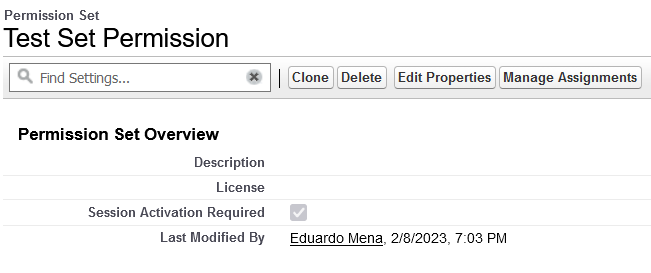 Permission Set
Test Set Permission
Find Settings...
Clone
Delete
Edit Properties
Manage Assignments
Permission Set Overview
Description
License
Session Activation Required
Last Modified By Eduardo Mena, 2/8/2023, 7:03 PM